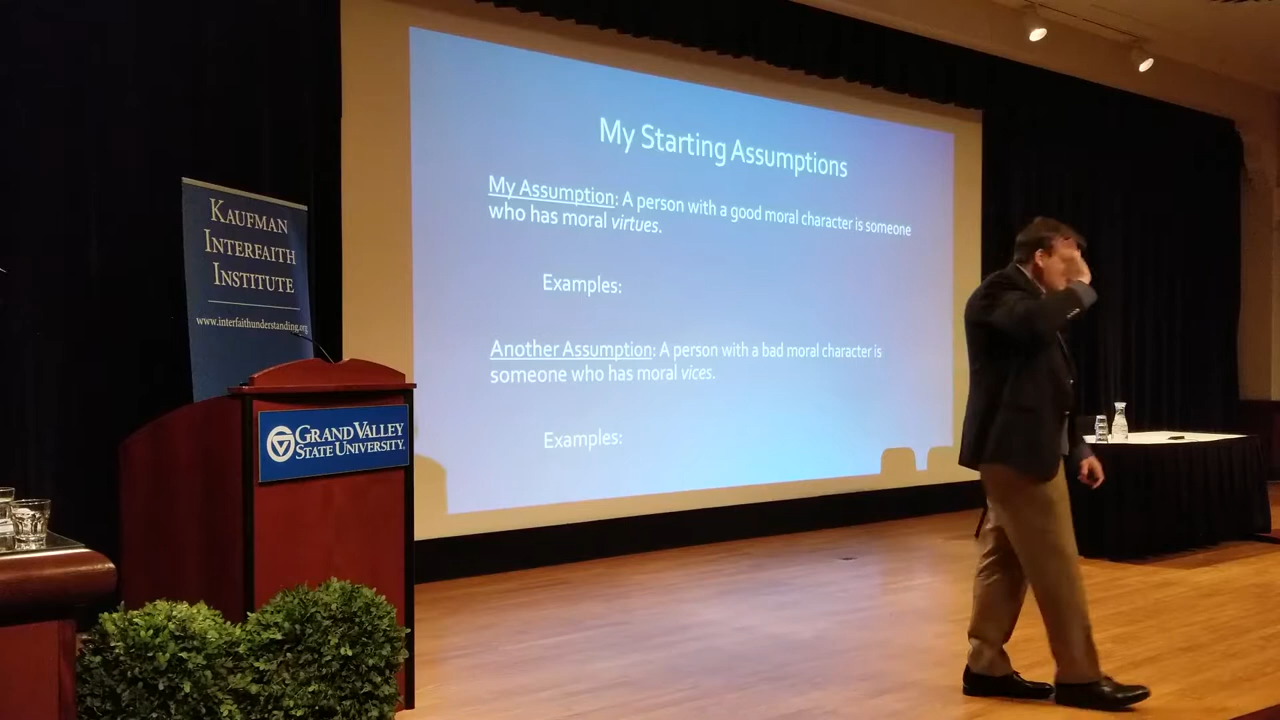 KAUFMAN
INTERFAITH
INSTITUTE
www.interfaithunderstanding.org
GRAND VALLEY
STATE UNIVERSITY.
My Starting Assumptions
My Assumption: A person with a good moral character is someone
who has moral virtues.
Examples:
Another Assumption: A person with a bad moral character is
someone who has moral vices.
Examples: